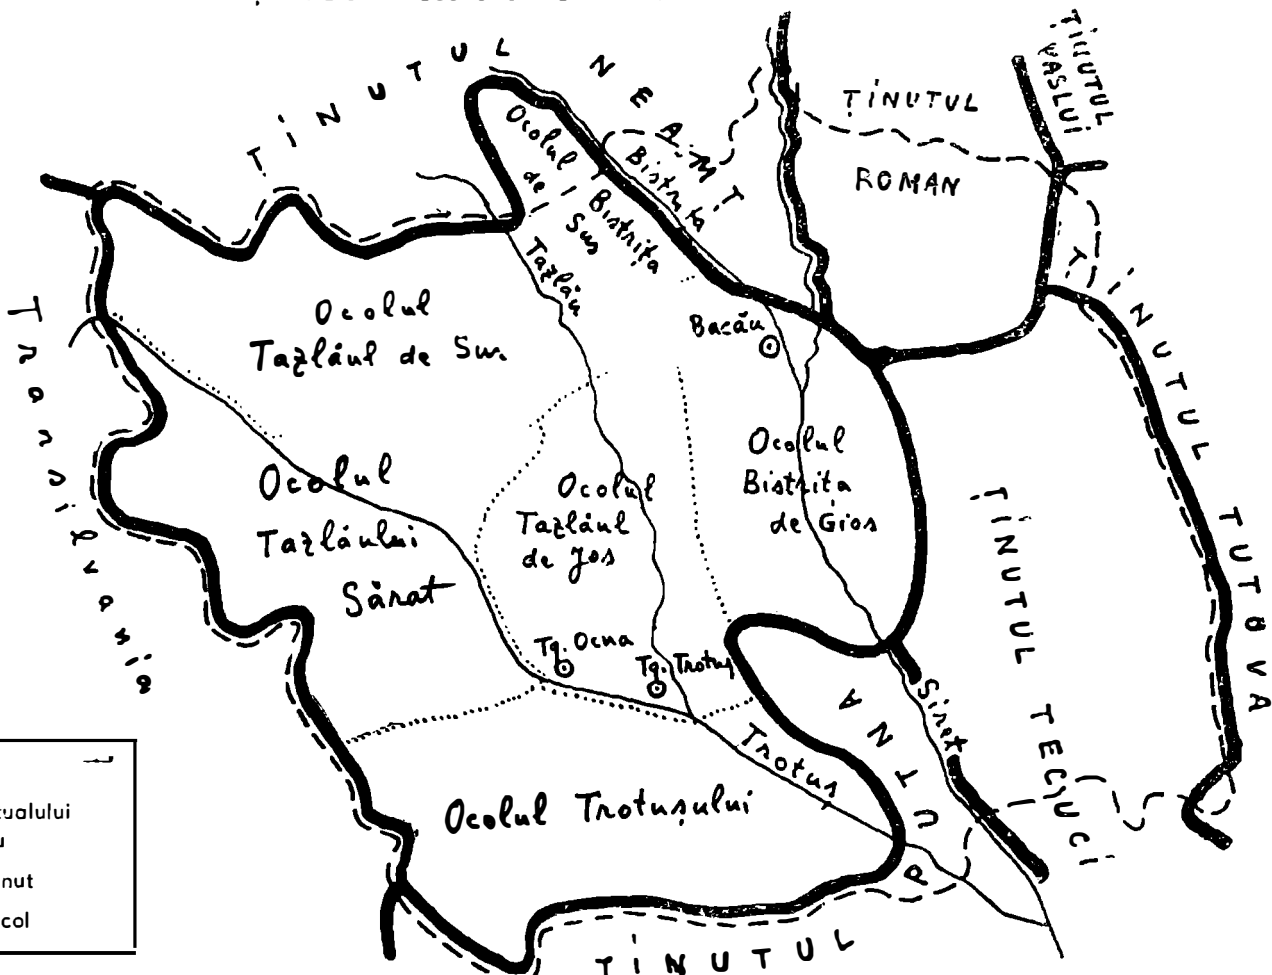 ȚINUTUL
NEAMȚ
ȚINUTUL
ROMAN
ȚINUTUL
VASLUI
Ocolul
Bistrița
de Sus
Bistrița
Tazlău
Transilvania
Ocolul
Tazlăul de Sus
Bacău
Ocolul
Tazlăului
Sărat
Ocolul
Tazlăul
de Jos
Ocolul
Bistrița
de Gios
ȚINUTUL TUTOVA
ȚINUTUL TECUCI
Tg. Ocna
Tg. Trotuș
Siret
Trotuș
Ocolul Trotușului
ȚINUTUL
PUTNA